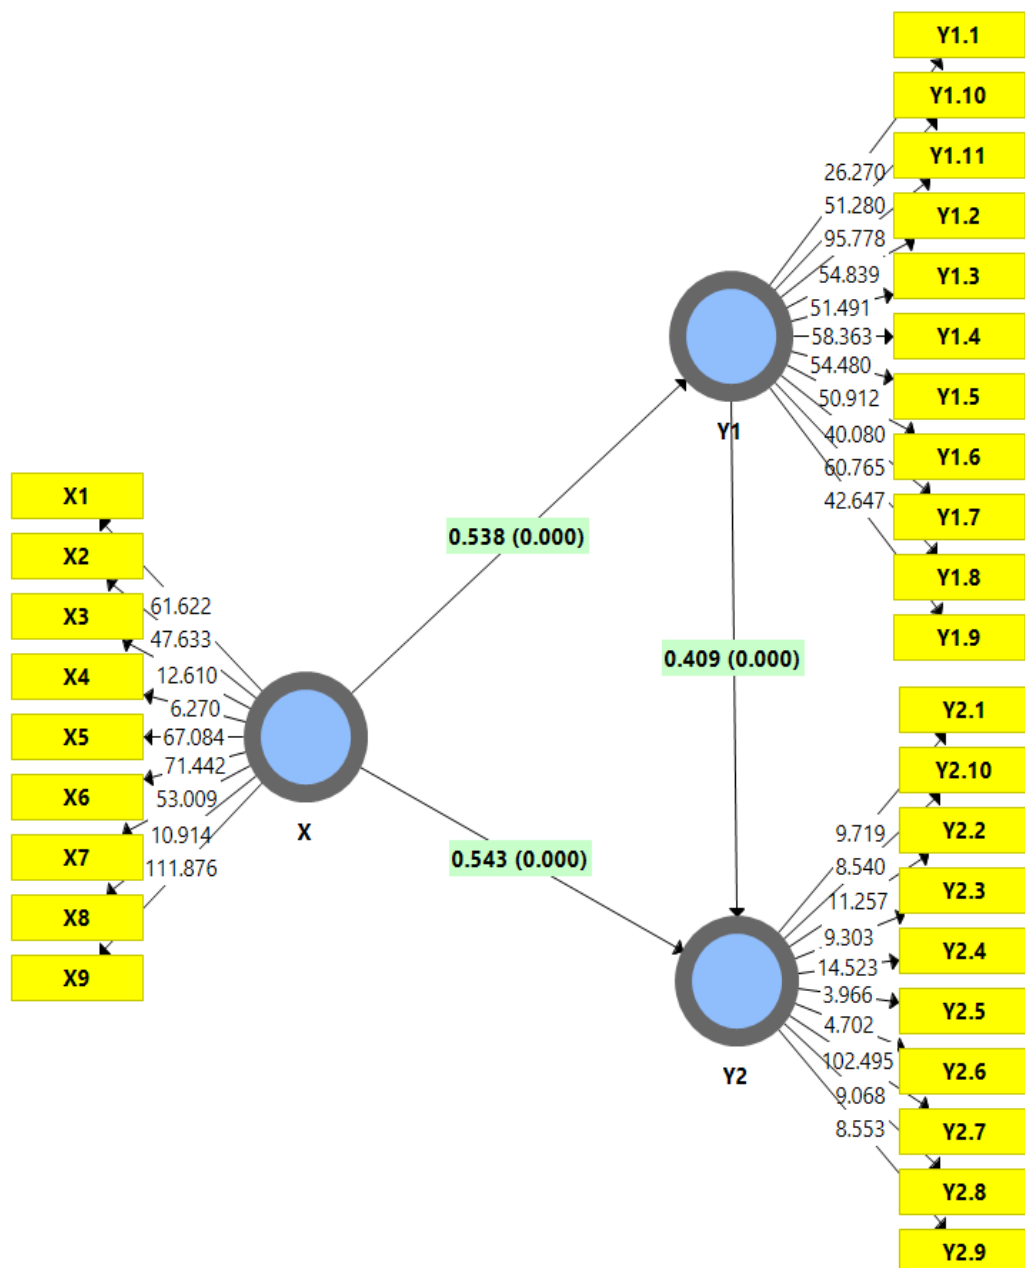 Y1.1
Y1.10
Y1.11
Y1.2
Y1.3
Y1.4
Y1.5
Y1.6
Y1.7
Y1.8
Y1.9
26.270
51.280
95.778
54.839
51.491
58.363
54.480
50.912
40.080
60.765
42.647
Y1
X1
X2
X3
X4
X5
X6
X7
X8
X9
61.622
47.633
12.610
6.270
67.084
71.442
53.009
10.914
111.876
X
0.538 (0.000)
0.409 (0.000)
0.543 (0.000)
Y2.1
Y2.10
Y2.2
Y2.3
Y2.4
Y2.5
Y2.6
Y2.7
Y2.8
Y2.9
9.719
8.540
11.257
9.303
14.523
3.966
4.702
102.495
9.068
8.553
Y2